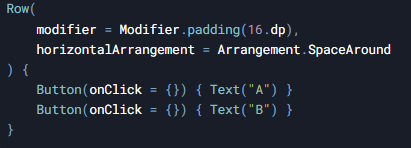 Row(
    modifier = Modifier.padding(16.dp),
    horizontalArrangement = Arrangement.SpaceAround
) {
    Button(onClick = {}) { Text("A") }
    Button(onClick = {}) { Text("B") }
}